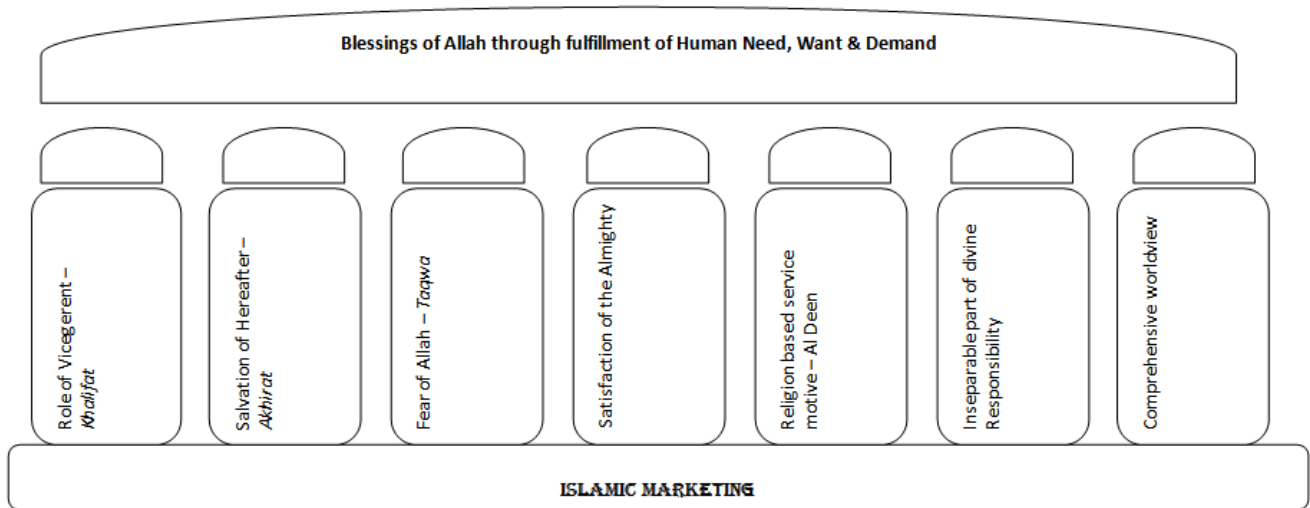 Blessings of Allah through fulfillment of Human Need, Want & Demand
Role of Vicegerent –
Khalifat
Salvation of Hereafter –
Akhirat
Fear of Allah – Taqwa
Satisfaction of the Almighty
Religion based service
motive – Al Deen
Inseparable part of divine
Responsibility
Comprehensive worldview
ISLAMIC MARKETING